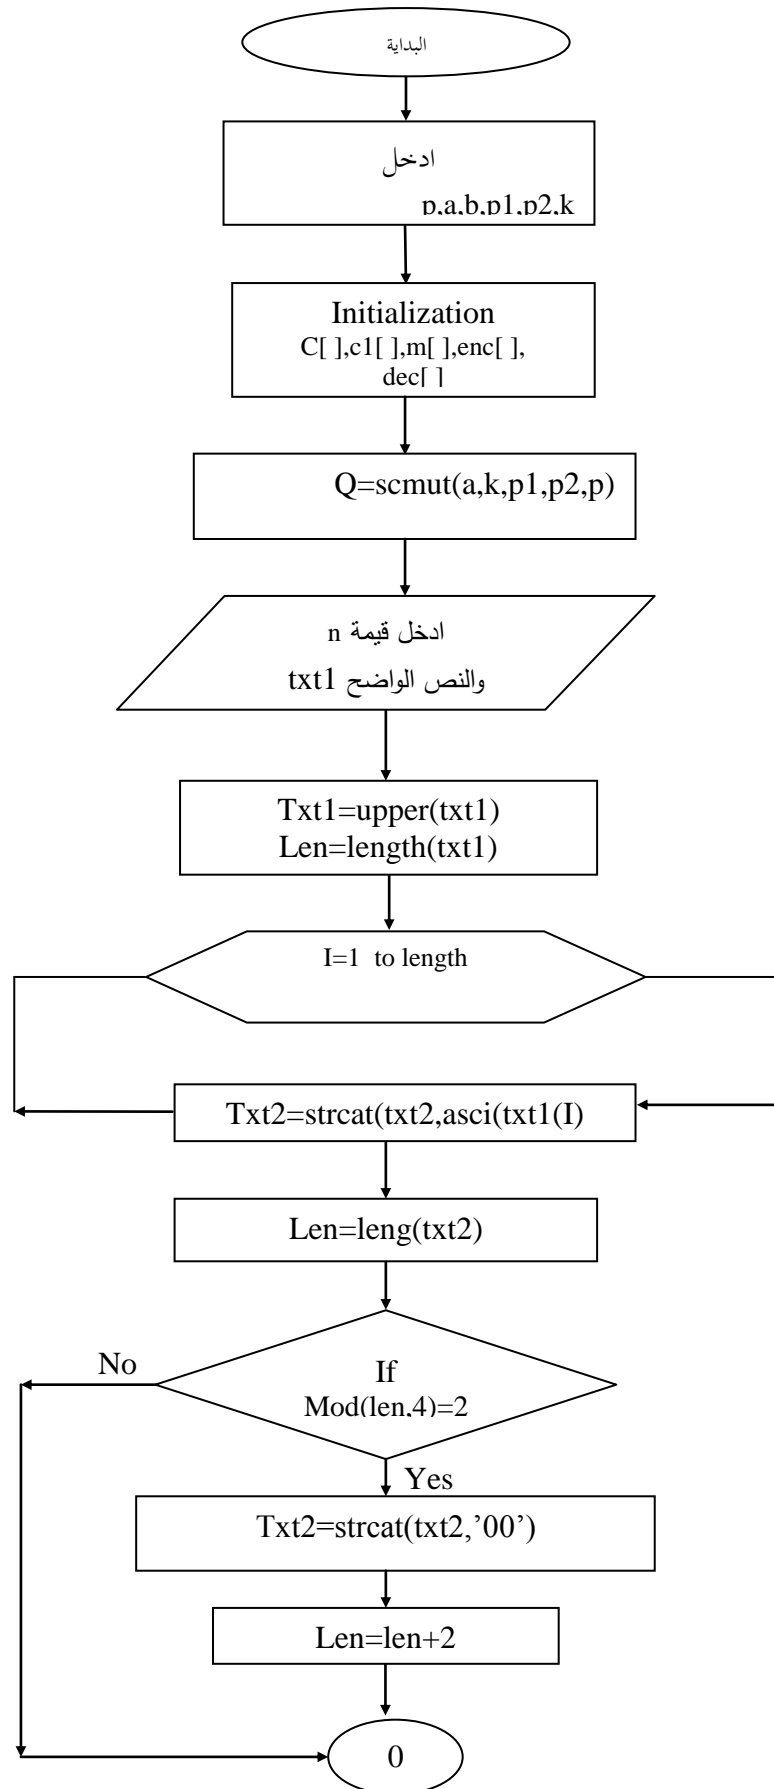 البداية
ادخل
p,a,b,p1,p2,k
Initialization
C[ ],c1[ ],m[ ],enc[ ],
dec[ ]
Q=scmut(a,k,p1,p2,p)
ادخل قيمة n
والنص الواضح txt1
Txt1=upper(txt1)
Len=length(txt1)
I=1 to length
Txt2=strcat(txt2,asci(txt1(I)
Len=leng(txt2)
No
If
Mod(len,4)=2
Yes
Txt2=strcat(txt2,’00’)
Len=len+2
0